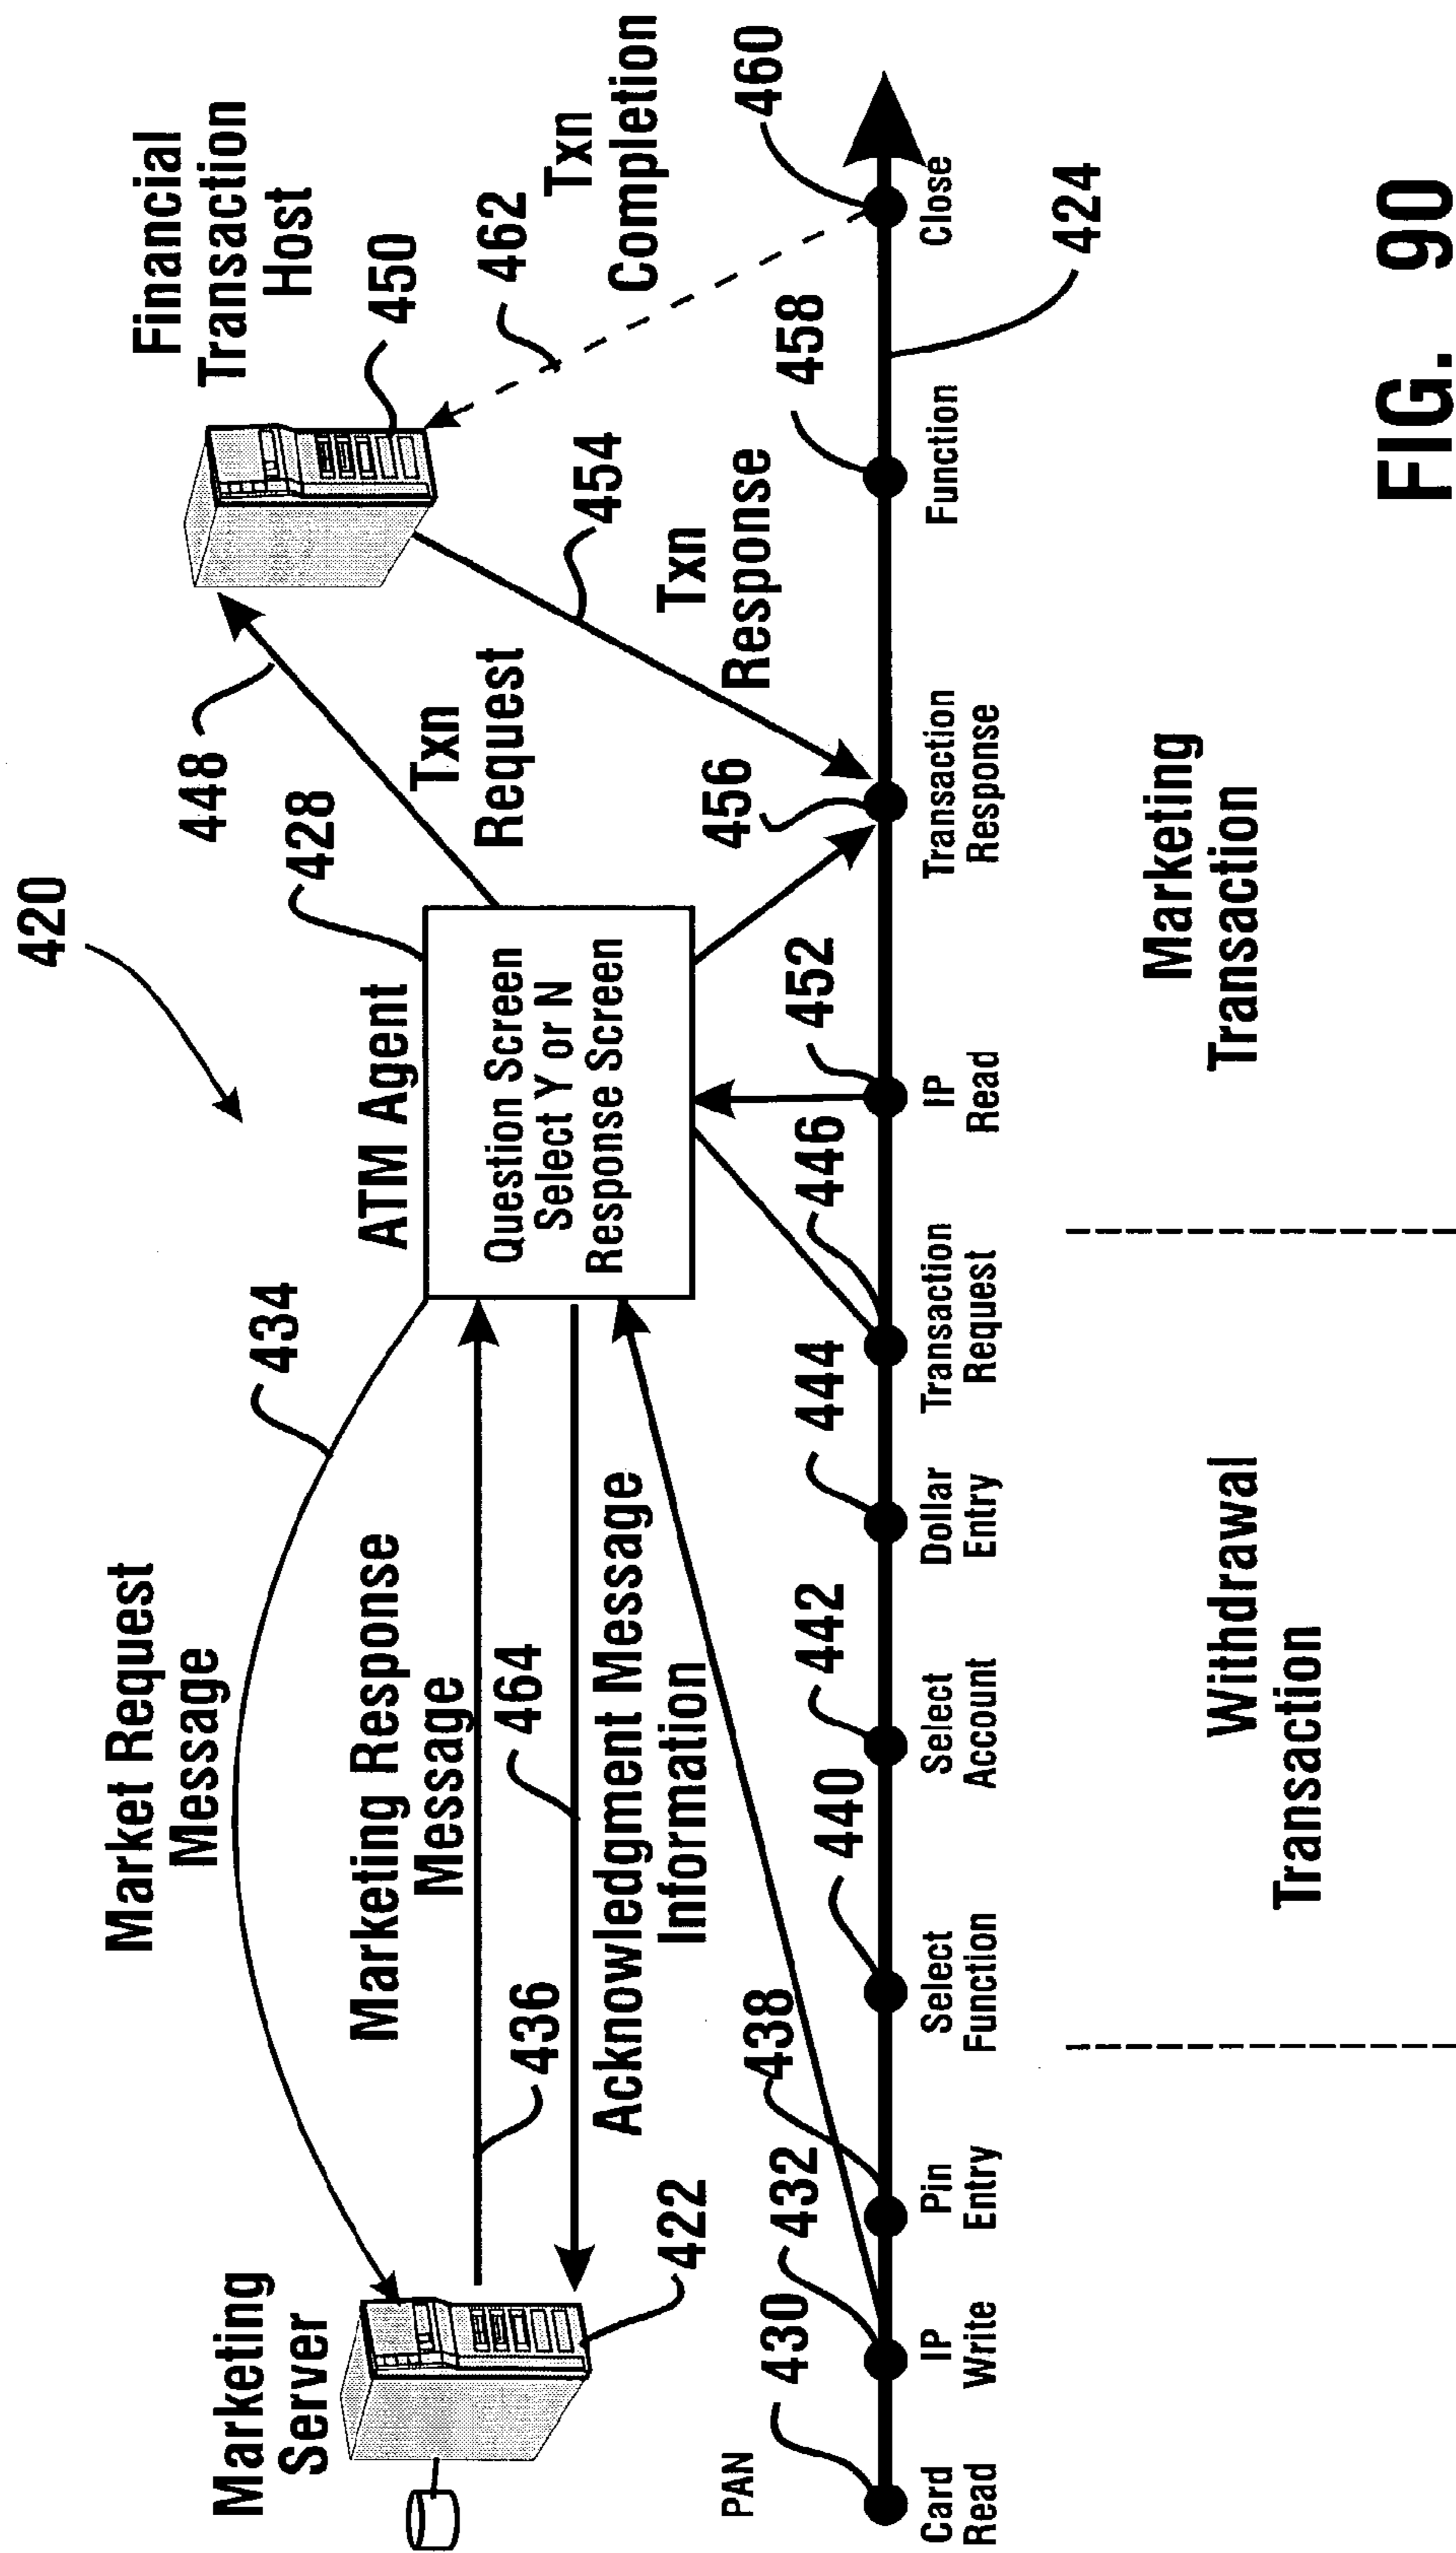 420
Financial
Transaction
Host
450
462
Txn
Completion
460
448
428
Txn
Request
454
Txn
Response
456
458
424
Market Request
Message
434
ATM Agent
Question Screen
Select Y or N
Response Screen
Marketing
Server
Marketing Response
Message
436
464
Acknowledgment Message
Information
422
PAN
430
432
438
440
442
444
446
452
Card
Read
IP
Write
Pin
Entry
Select
Function
Select
Account
Dollar
Entry
Transaction
Request
IP
Read
Transaction
Response
Function
Close
Withdrawal
Transaction
Marketing
Transaction
FIG. 90